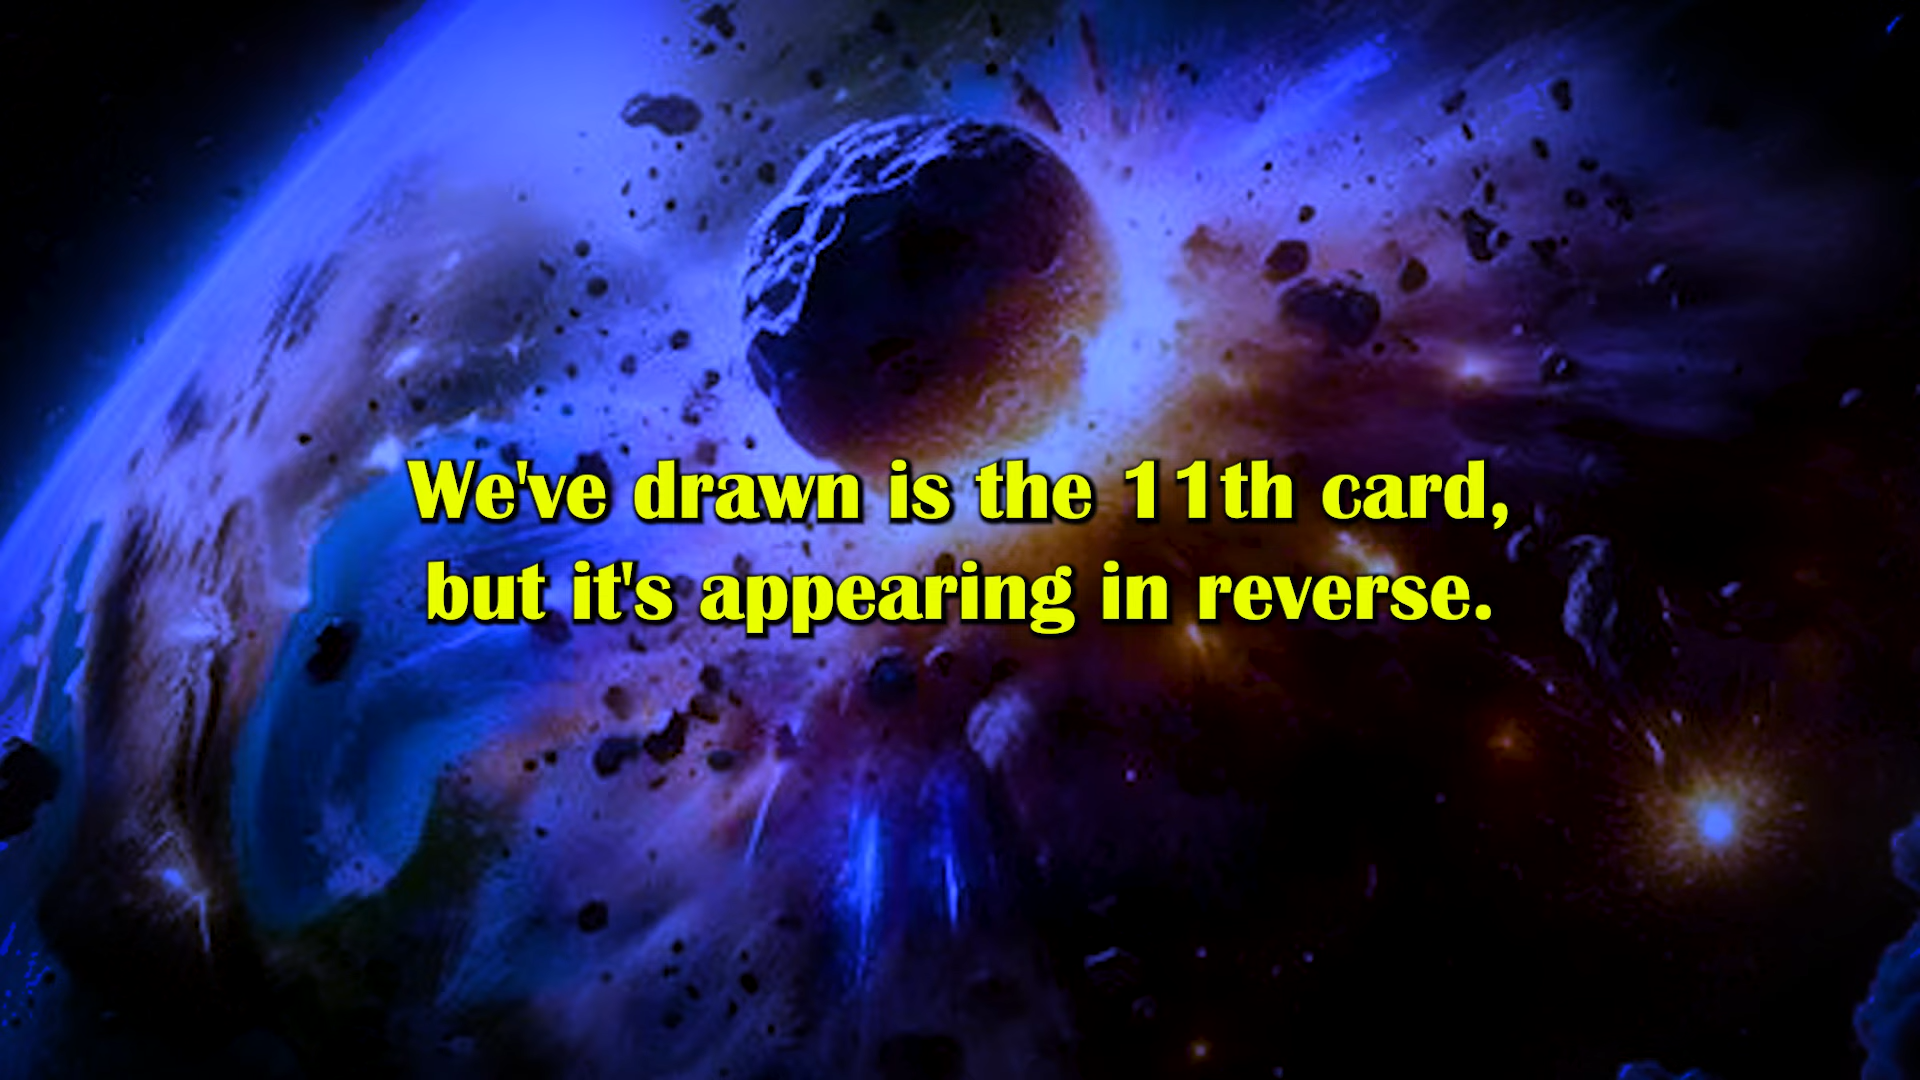 We've drawn is the 11th card,
but it's appearing in reverse.